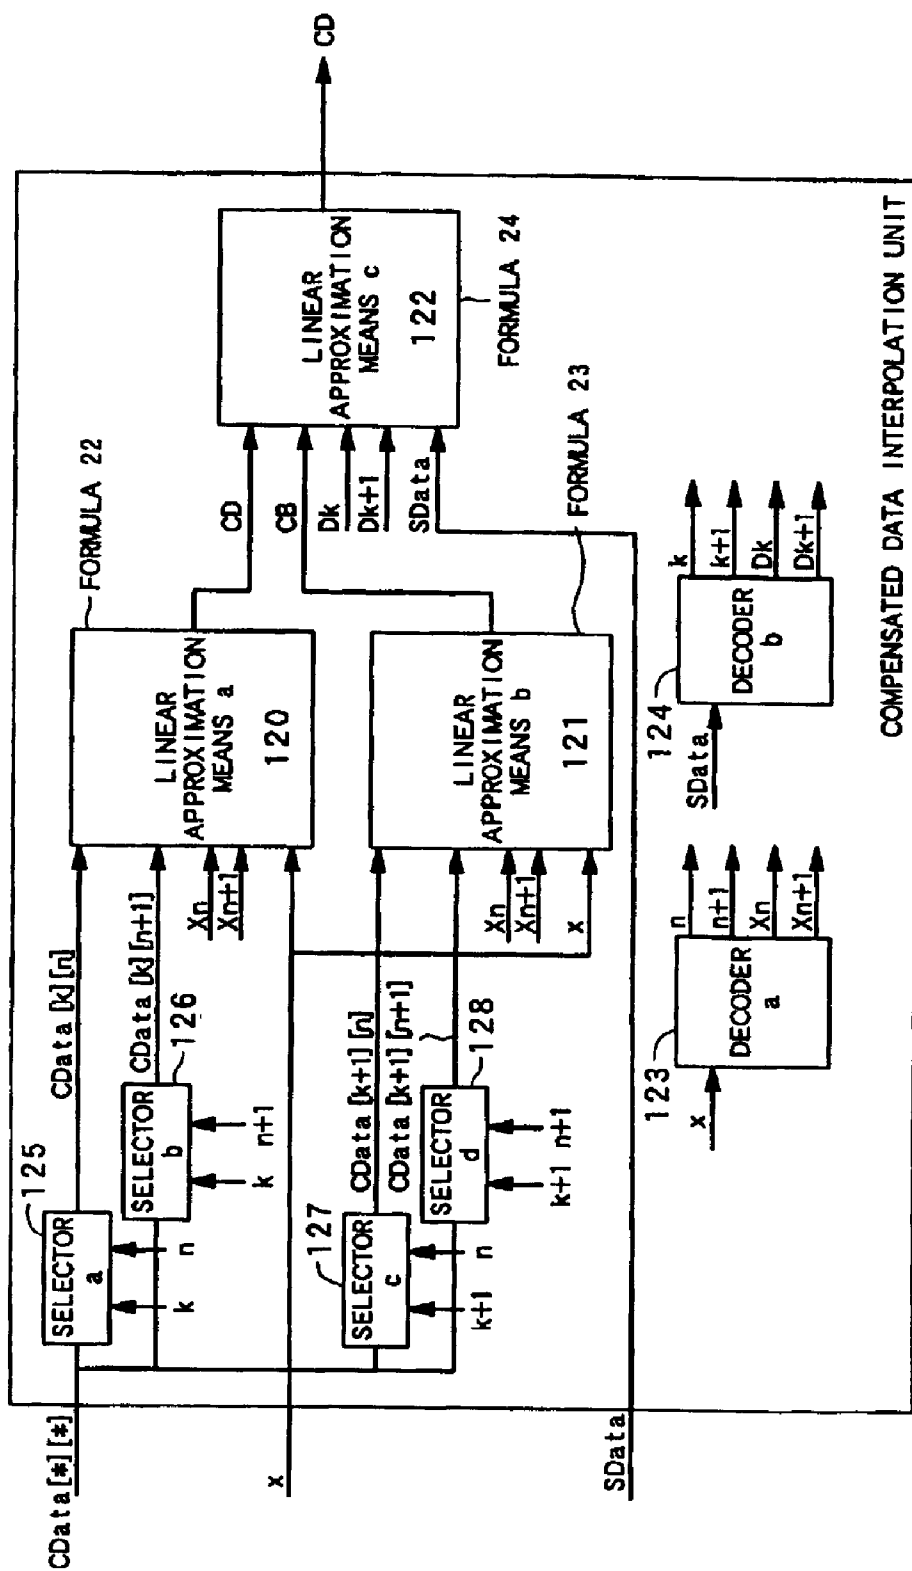 CData[*][*]
x
SData
125
SELECTOR
a
k
n
CData[k][n]
SELECTOR
b
126
k
n+1
CData[k][n+1]
Xn
Xn+1
FORMULA 22
LINEAR
APPROXIMATION
MEANS a
120
127
SELECTOR
c
k+1
n
CData[k+1][n]
CData[k+1][n+1]
SELECTOR
d
128
k+1
n+1
Xn
Xn+1
x
LINEAR
APPROXIMATION
MEANS b
121
FORMULA 23
CD
CB
Dk
Dk+1
SData
LINEAR
APPROXIMATION
MEANS c
122
FORMULA 24
CD
x
123
DECODER
a
n
n+1
Xn
Xn+1
SData
124
DECODER
b
k
k+1
Dk
Dk+1
COMPENSATED DATA INTERPOLATION UNIT